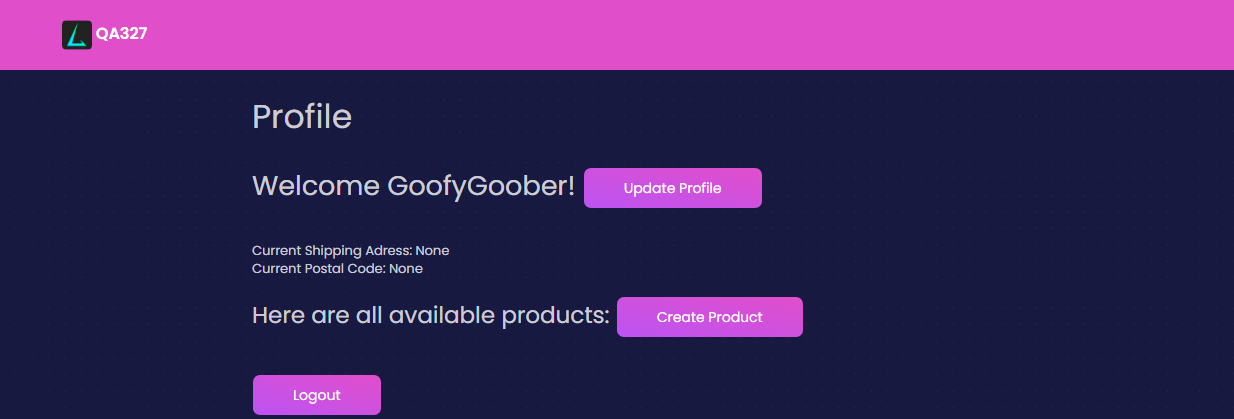 QA327
Profile
Welcome GoofyGoober! Update Profile
Current Shipping Adress: None
Current Postal Code: None
Here are all available products: Create Product
Logout